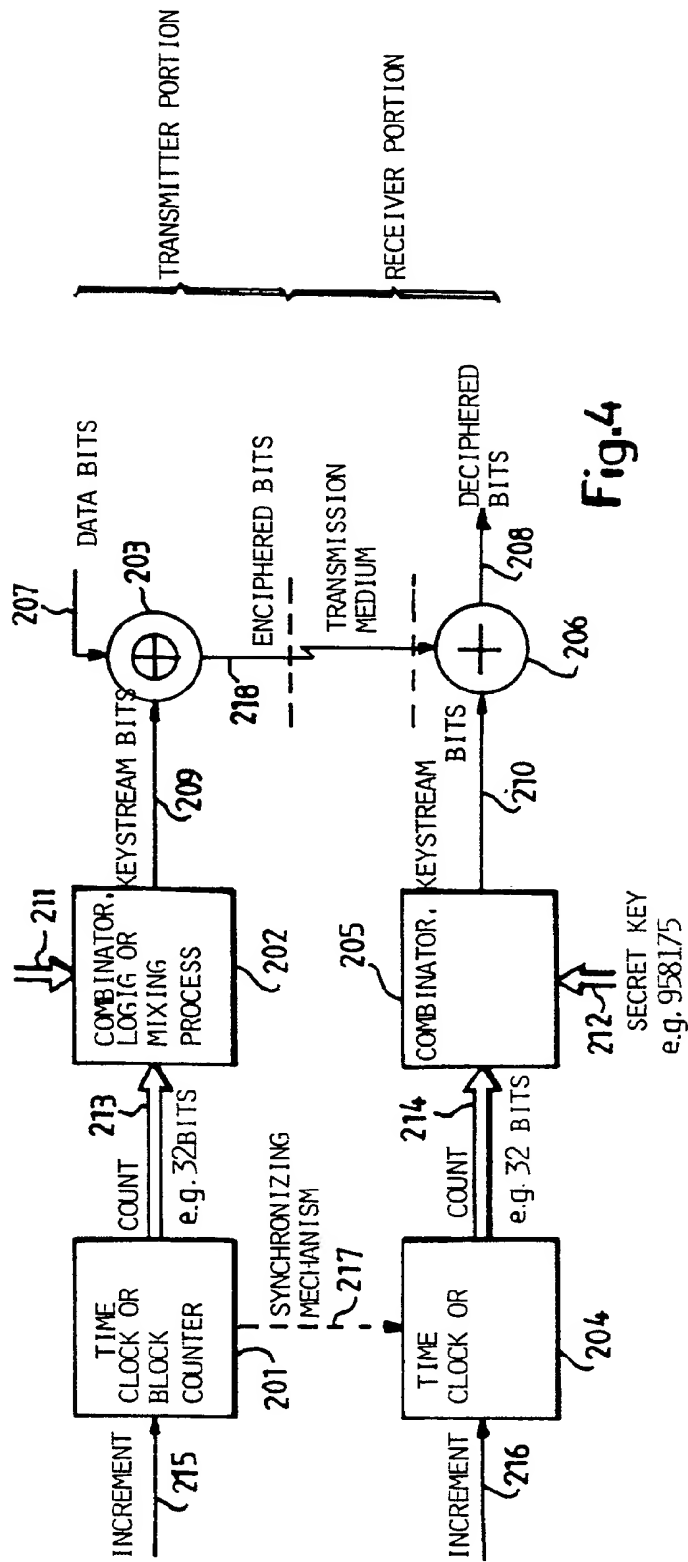 INCREMENT
215
TIME
CLOCK OR
BLOCK
COUNTER
201
COUNT
213
e.g. 32BITS
211
COMBINATOR,
LOGIG OR
MIXING
PROCESS
202
KEYSTREAM BITS
209
207
DATA BITS
203
218
ENCIPHERED BITS
TRANSMISSION
MEDIUM
SYNCHRONIZING
MECHANISM
217
INCREMENT
216
TIME
CLOCK OR
204
COUNT
214
e.g. 32 BITS
205
COMBINATOR,
212
SECRET KEY
e.g. 958175
KEYSTREAM
BITS
210
206
208
DECIPHERED
BITS
TRANSMITTER PORTION
RECEIVER PORTION
Fig.4